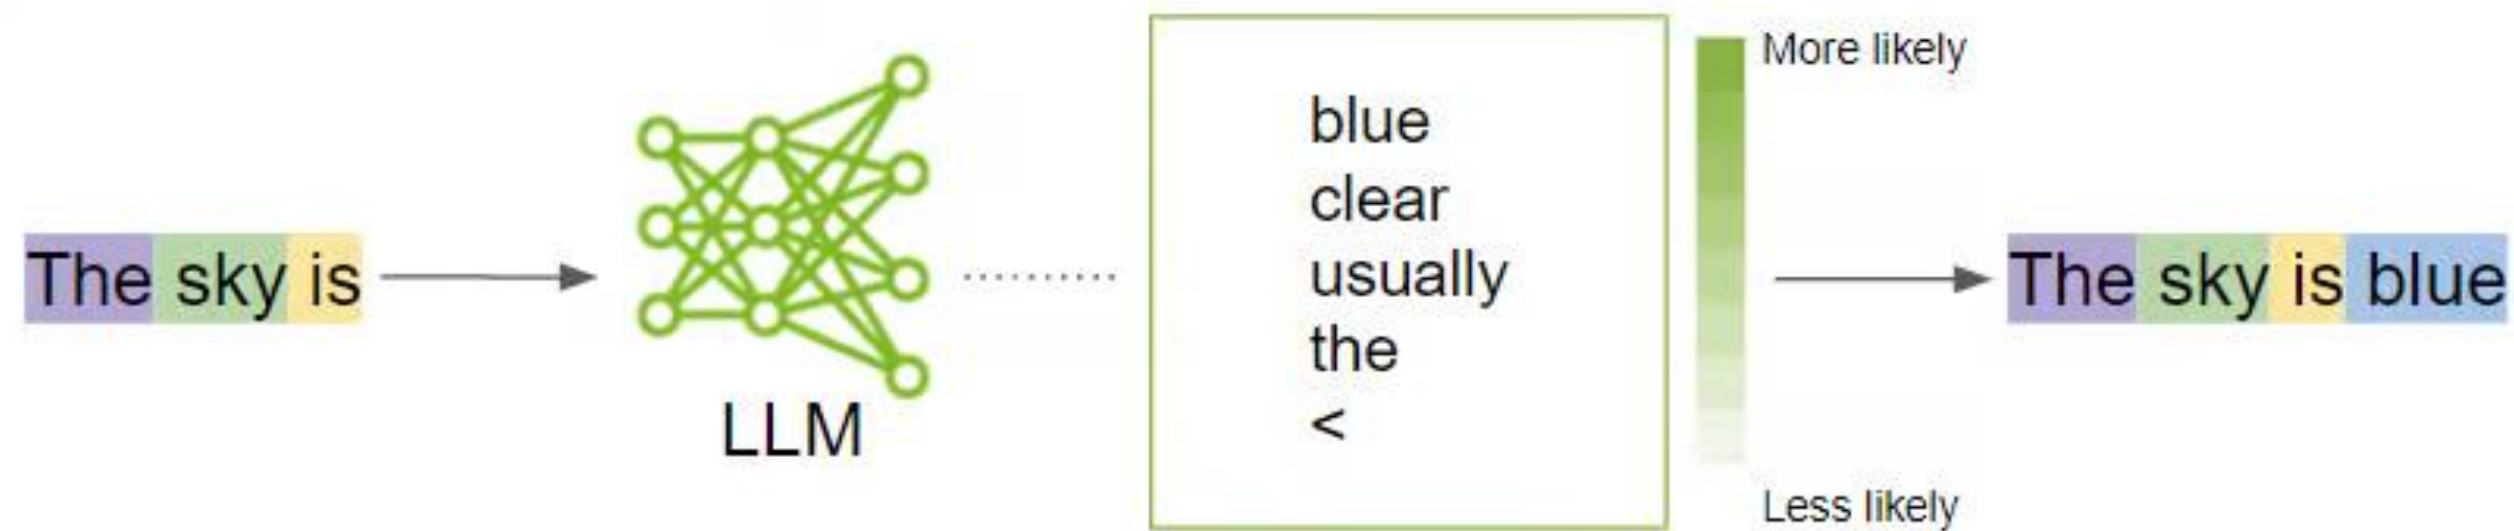 The sky is
LLM
blue
clear
usually
the
<
More likely
Less likely
The sky is blue